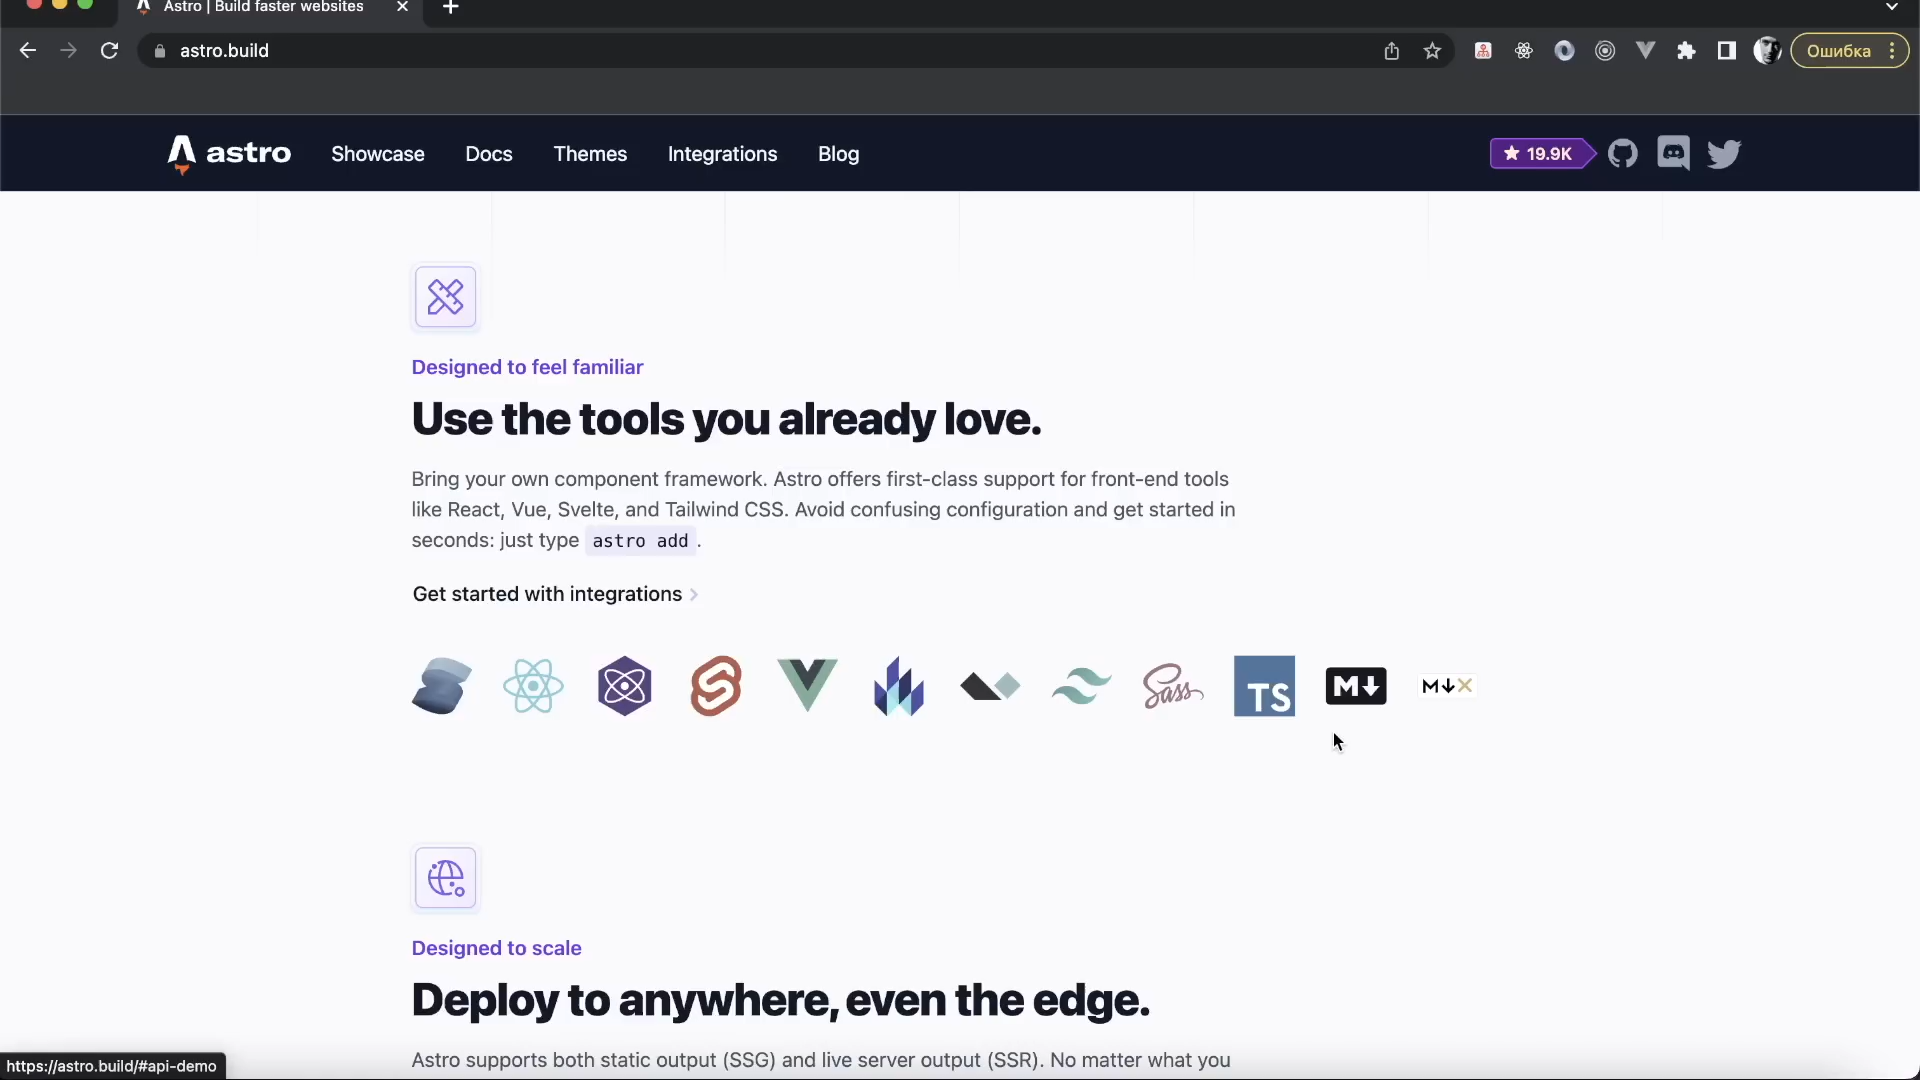 Astro | Build faster websites
astro.build
Ошибка
astro
Showcase
Docs
Themes
Integrations
Blog
19.9K
Designed to feel familiar
Use the tools you already love.
Bring your own component framework. Astro offers first-class support for front-end tools
like React, Vue, Svelte, and Tailwind CSS. Avoid confusing configuration and get started in
seconds: just type astro add .
Get started with integrations
Sass
TS
M
M
Designed to scale
Deploy to anywhere, even the edge.
Astro supports both static output (SSG) and live server output (SSR). No matter what you
https://astro.build/#api-demo